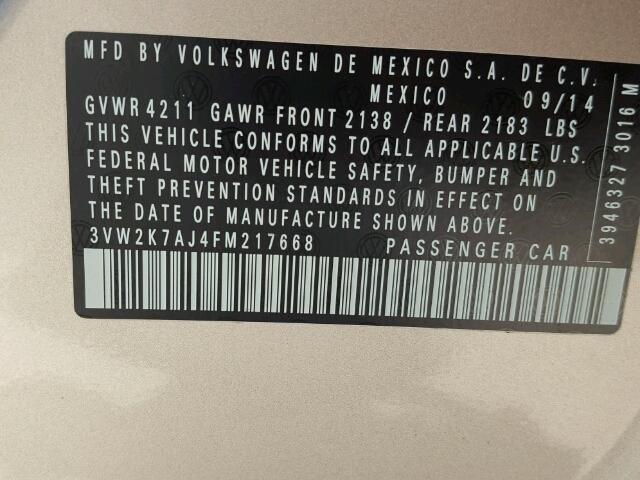 MFD BY VOLKSWAGEN DE MEXICO S.A. DE C.V.
MEXICO 09/14
GVWR 4211 GAWR FRONT 2138 / REAR 2183 LBS
THIS VEHICLE CONFORMS TO ALL APPLICABLE U.S.
FEDERAL MOTOR VEHICLE SAFETY, BUMPER AND
THEFT PREVENTION STANDARDS IN EFFECT ON
THE DATE OF MANUFACTURE SHOWN ABOVE.
3VW2K7AJ4FM217668 PASSENGER CAR
3946327 3016 M